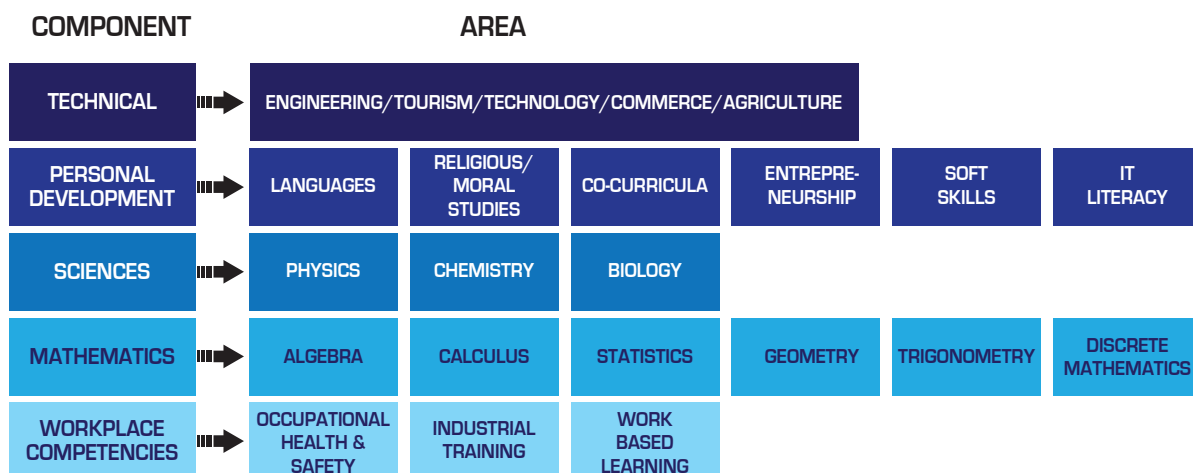 COMPONENT AREA
TECHNICAL
ENGINEERING/TOURISM/TECHNOLOGY/COMMERCE/AGRICULTURE
PERSONAL
DEVELOPMENT
LANGUAGES
RELIGIOUS/
MORAL
STUDIES
CO-CURRICULA
ENTREPRE-
NEURSHIP
SOFT
SKILLS
IT
LITERACY
SCIENCES
PHYSICS
CHEMISTRY
BIOLOGY
MATHEMATICS
ALGEBRA
CALCULUS
STATISTICS
GEOMETRY
TRIGONOMETRY
DISCRETE
MATHEMATICS
WORKPLACE
COMPETENCIES
OCCUPATIONAL
HEALTH &
SAFETY
INDUSTRIAL
TRAINING
WORK
BASED
LEARNING